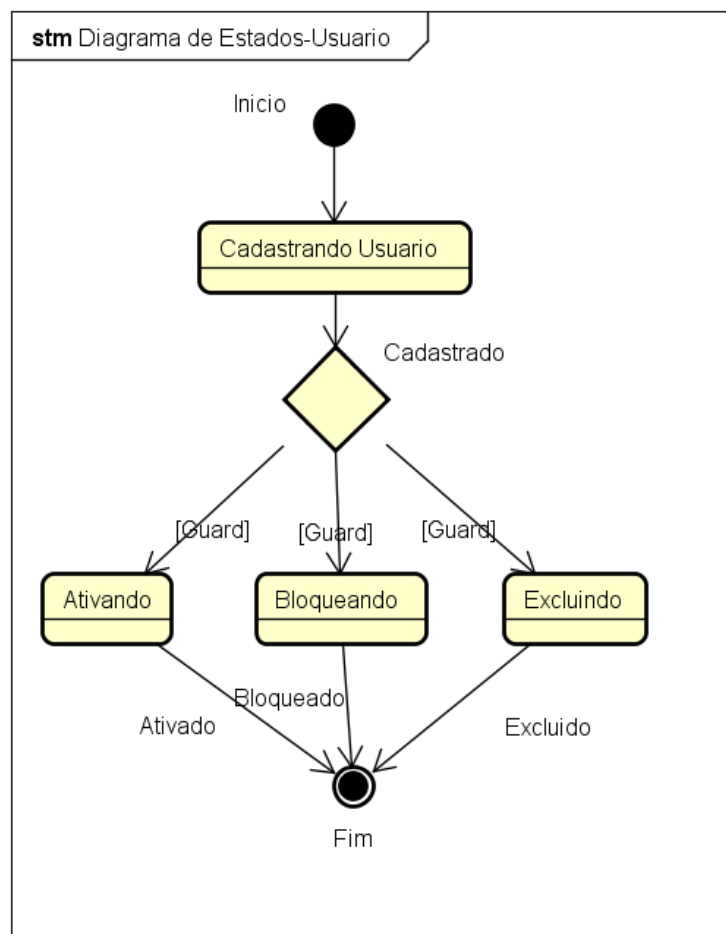 stm Diagrama de Estados-Usuario
Inicio
Cadastrando Usuario
Cadastrado
[Guard] [Guard] [Guard]
Ativando Bloqueando Excluindo
Bloqueado
Ativado Excluido
Fim